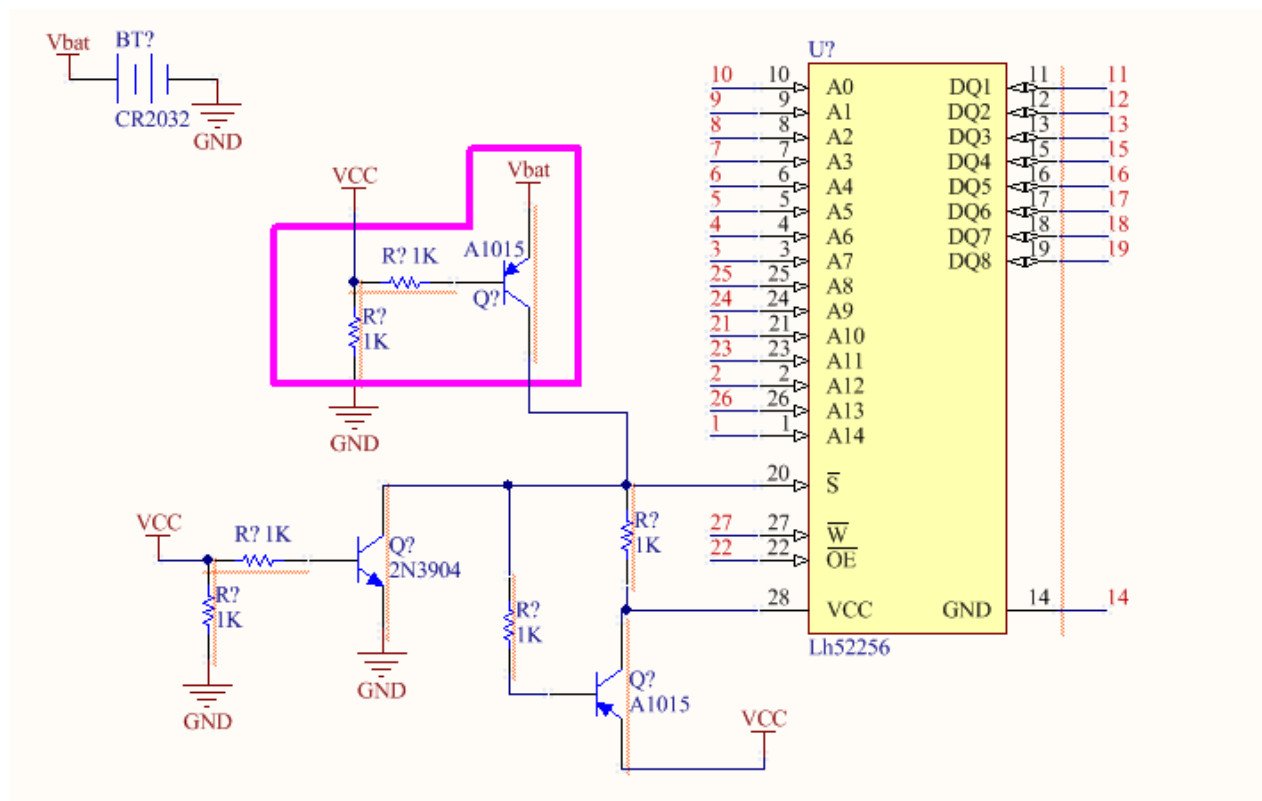 Vbat
BT?
CR2032
GND
VCC
Vbat
A1015
R? 1K
Q?
R?
1K
GND
VCC
R? 1K
Q?
2N3904
R?
1K
GND
GND
R?
1K
R?
1K
Q?
A1015
VCC
U?
10 10 A0 DQ1 11 11
9 9 A1 DQ2 12 12
8 8 A2 DQ3 13 13
7 7 A3 DQ4 15 15
6 6 A4 DQ5 16 16
5 5 A5 DQ6 17 17
4 4 A6 DQ7 18 18
3 3 A7 DQ8 19 19
25 25 A8
24 24 A9
21 21 A10
23 23 A11
2 2 A12
26 26 A13
1 1 A14
20 S
27 27 W
22 22 OE
28 VCC GND 14 14
Lh52256